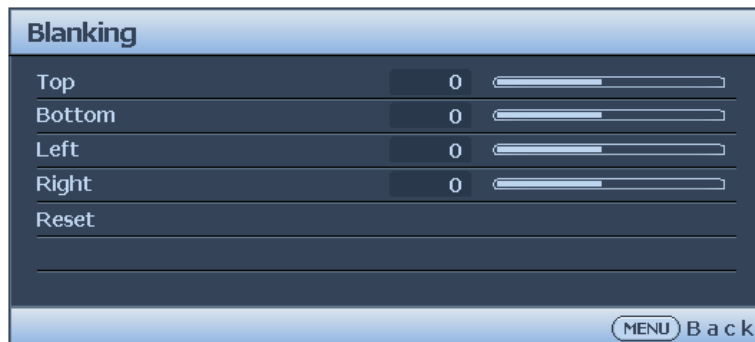 Blanking
Top 0
Bottom 0
Left 0
Right 0
Reset
MENU Back